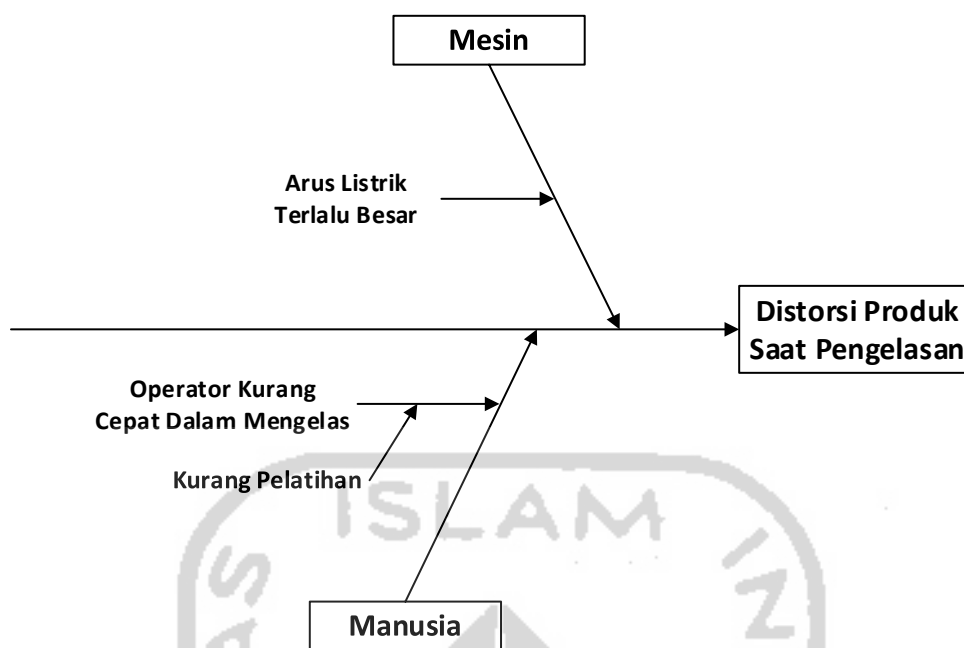 Mesin
Arus Listrik
Terlalu Besar
Distorsi Produk
Saat Pengelasan
Operator Kurang
Cepat Dalam Mengelas
Kurang Pelatihan
ISLAM
Manusia